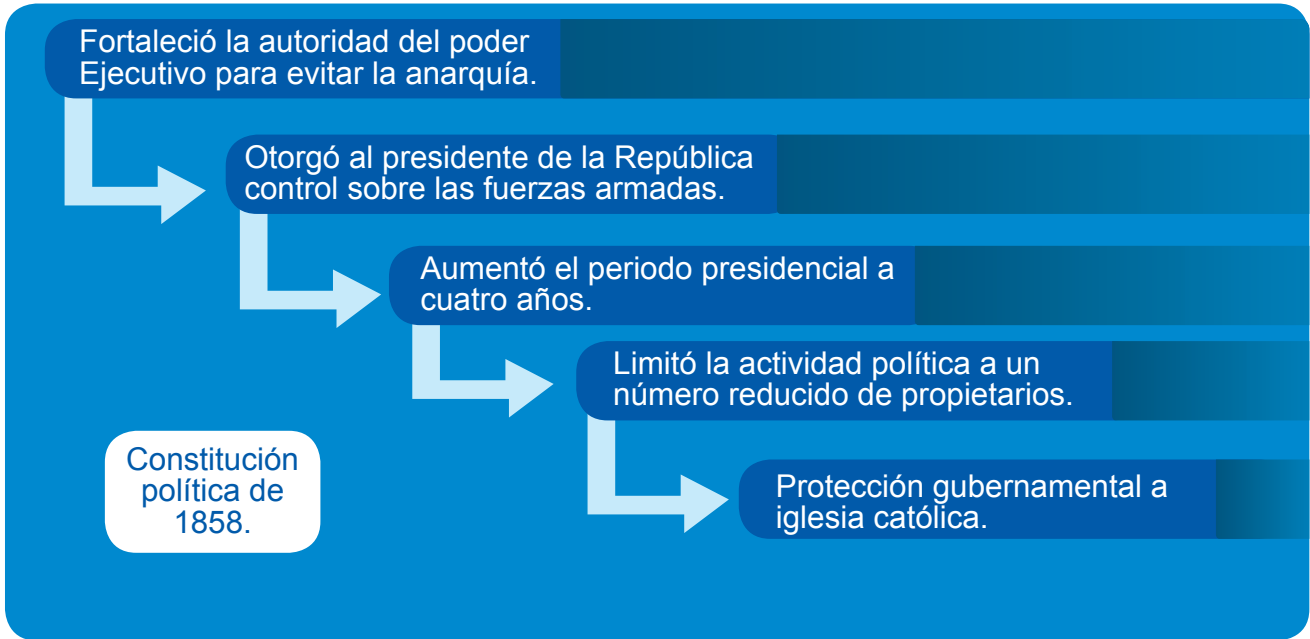 Fortaleció la autoridad del poder
Ejecutivo para evitar la anarquía.
Otorgó al presidente de la República
control sobre las fuerzas armadas.
Aumentó el periodo presidencial a
cuatro años.
Limitó la actividad política a un
número reducido de propietarios.
Protección gubernamental a
iglesia católica.
Constitución
política de
1858.